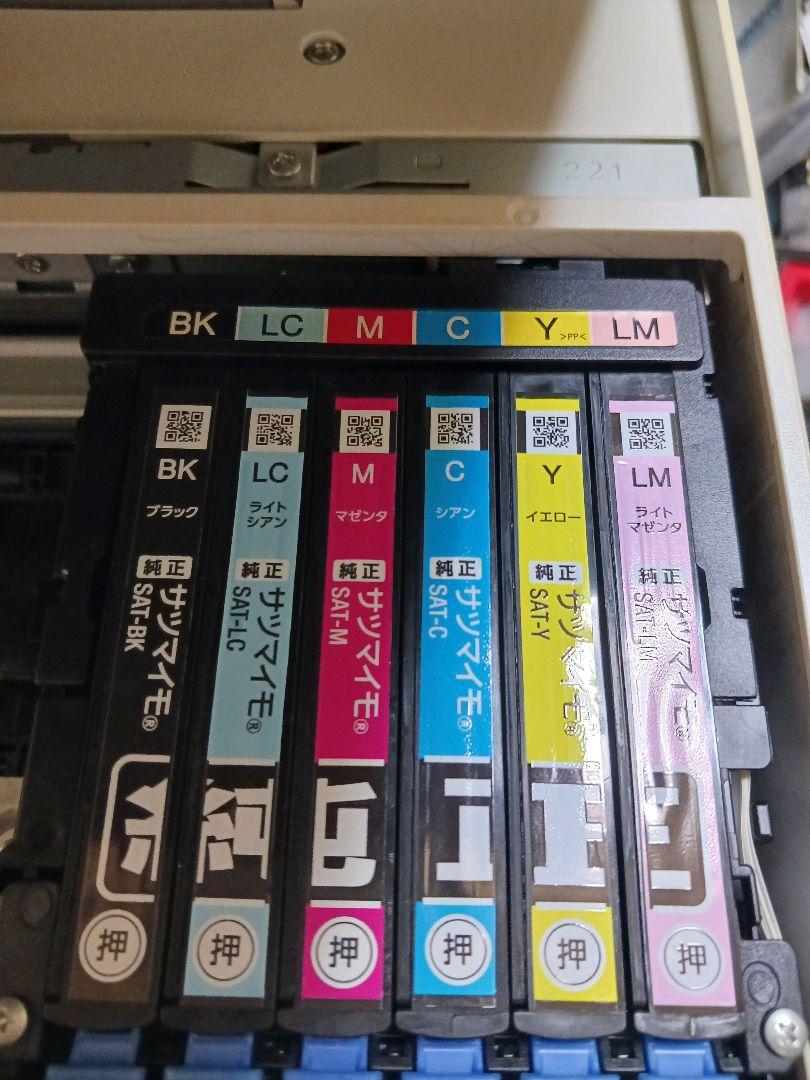 221
BK LC M C Y >PP< LM
BK
ブラック
純正
サツマイモ®
SAT-BK
押
LC
ライト
シアン
純正
サツマイモ®
SAT-LC
押
M
マゼンタ
純正
サツマイモ®
SAT-M
押
C
シアン
純正
サツマイモ®
SAT-C
押
Y
イエロー
純正
サツマイモ®
SAT-Y
押
LM
ライト
マゼンタ
純正
サツマイモ®
SAT-LM
押
純正